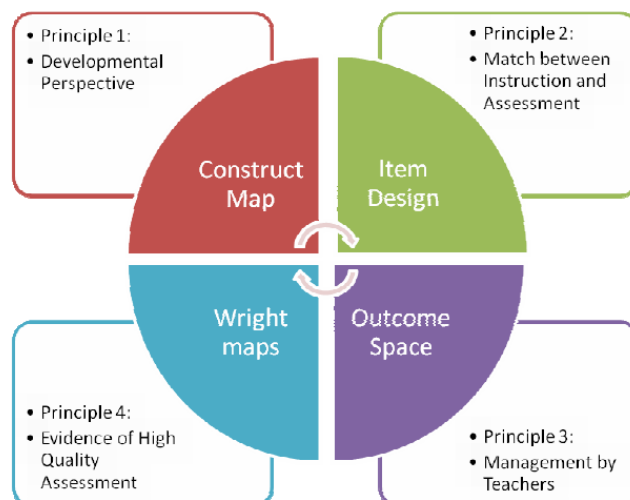 • Principle 1:
• Developmental
Perspective
• Principle 2:
• Match between
Instruction and
Assessment
Construct
Map
Item
Design
Wright
maps
Outcome
Space
• Principle 4:
• Evidence of High
Quality
Assessment
• Principle 3:
• Management by
Teachers